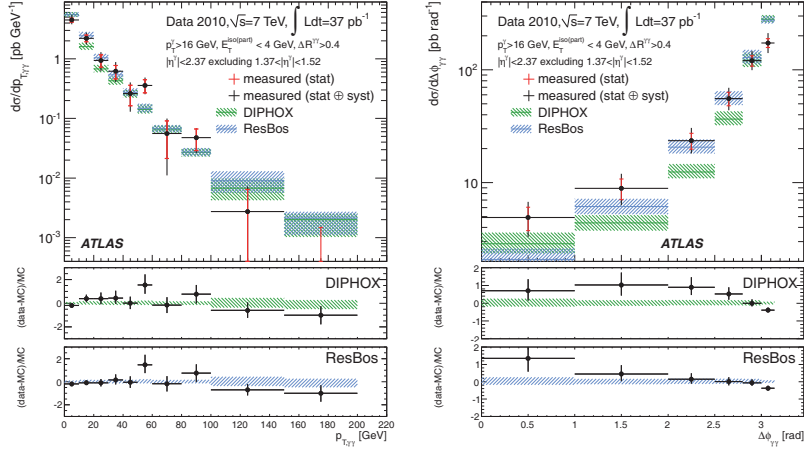 Data 2010, √s=7 TeV, ∫ Ldt=37 pb⁻¹
p_T^γ>16 GeV, E_T^iso(part) < 4 GeV, ΔR^γγ>0.4
|η^γ|<2.37 excluding 1.37<|η^γ|<1.52
measured (stat)
measured (stat ⊕ syst)
DIPHOX
ResBos
dσ/dp_T,γγ [pb GeV⁻¹]
10
1
10⁻¹
10⁻²
10⁻³
ATLAS
DIPHOX
(data-MC)/MC
2
0
-2
ResBos
(data-MC)/MC
2
0
-2
0 20 40 60 80 100 120 140 160 180 200 220
p_T,γγ [GeV]
Data 2010, √s=7 TeV, ∫ Ldt=37 pb⁻¹
p_T^γ>16 GeV, E_T^iso(part) < 4 GeV, ΔR^γγ>0.4
|η^γ|<2.37 excluding 1.37<|η^γ|<1.52
measured (stat)
measured (stat ⊕ syst)
DIPHOX
ResBos
dσ/dΔφ_γγ [pb rad⁻¹]
10²
10
ATLAS
DIPHOX
(data-MC)/MC
2
1
0
-1
-2
ResBos
(data-MC)/MC
2
1
0
-1
-2
0 0.5 1 1.5 2 2.5 3
Δφ_γγ [rad]